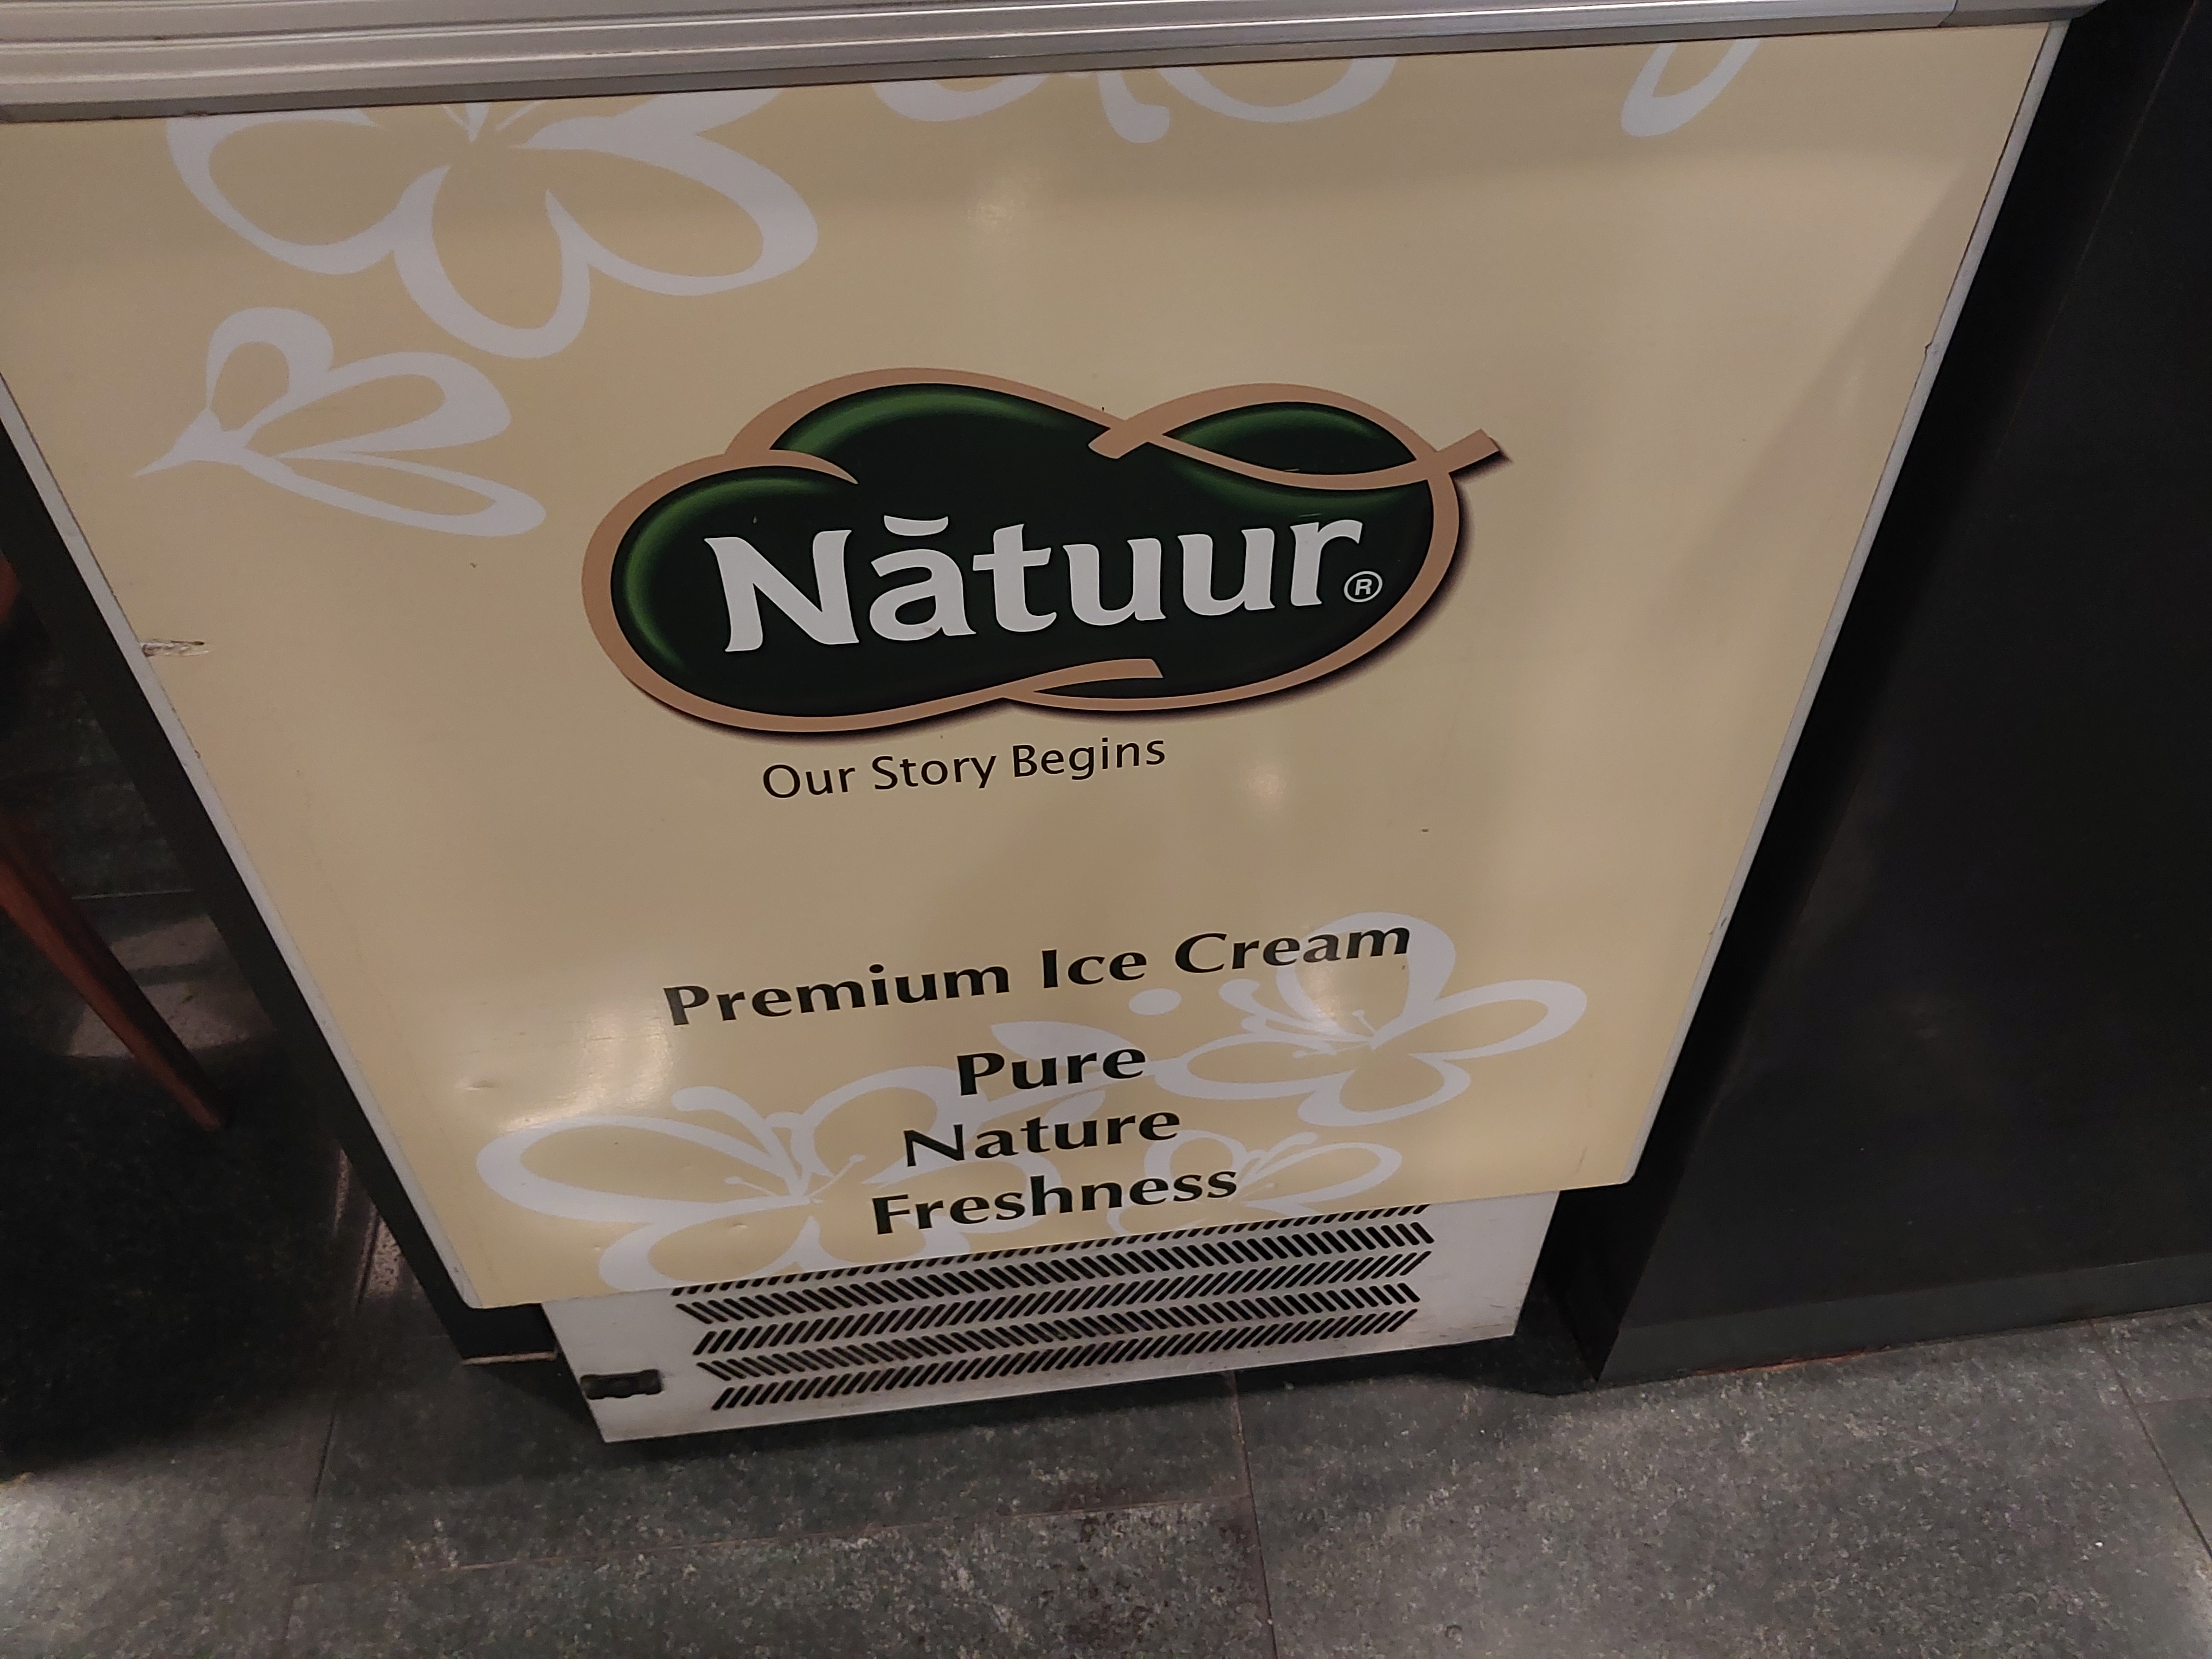 Nătuur®
Our Story Begins
Premium Ice Cream
Pure
Nature
Freshness